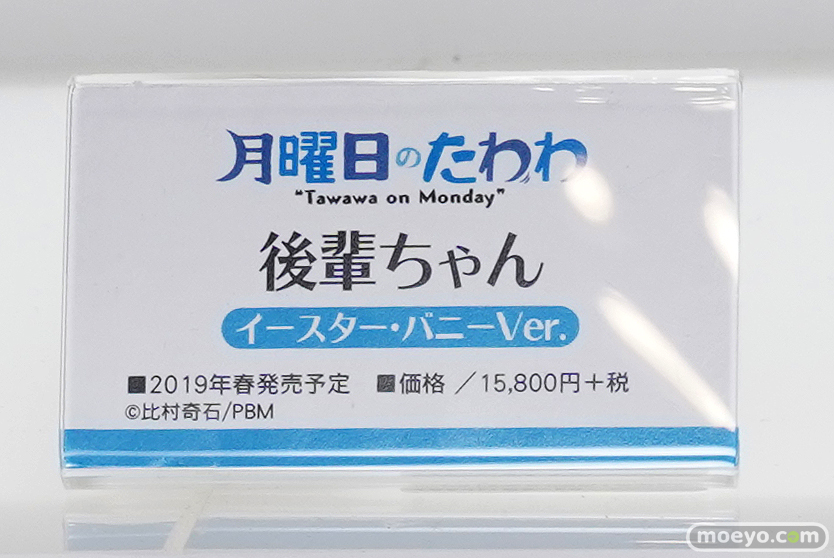 月曜日のたわわ
“Tawawa on Monday”
後輩ちゃん
イースター・バニーVer.
■2019年春発売予定 ■価格／15,800円＋税
©比村奇石/PBM
moeyo.com